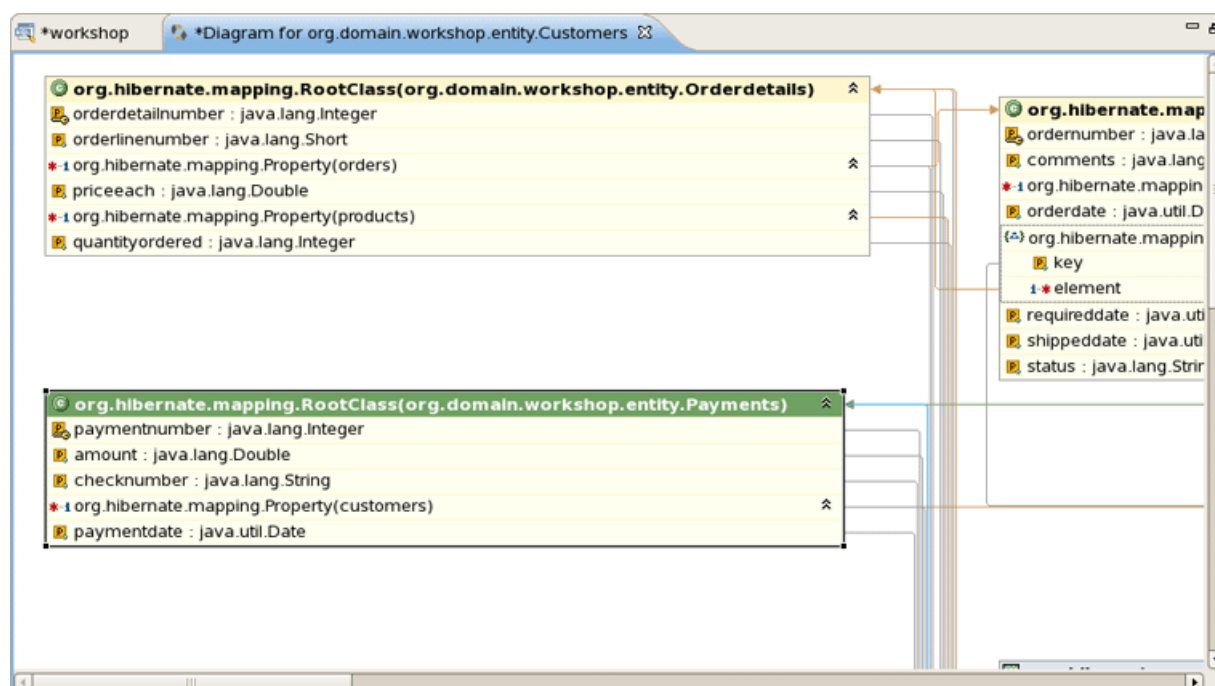 *workshop
*Diagram for org.domain.workshop.entity.Customers
org.hibernate.mapping.RootClass(org.domain.workshop.entity.Orderdetails)
orderdetailnumber : java.lang.Integer
orderlinenumber : java.lang.Short
org.hibernate.mapping.Property(orders)
priceeach : java.lang.Double
org.hibernate.mapping.Property(products)
quantityordered : java.lang.Integer
org.hibernate.map
ordernumber : java.la
comments : java.lang
org.hibernate.mappin
orderdate : java.util.D
org.hibernate.mappin
key
element
requireddate : java.uti
shippeddate : java.uti
status : java.lang.Strin
org.hibernate.mapping.RootClass(org.domain.workshop.entity.Payments)
paymentnumber : java.lang.Integer
amount : java.lang.Double
checknumber : java.lang.String
org.hibernate.mapping.Property(customers)
paymentdate : java.util.Date